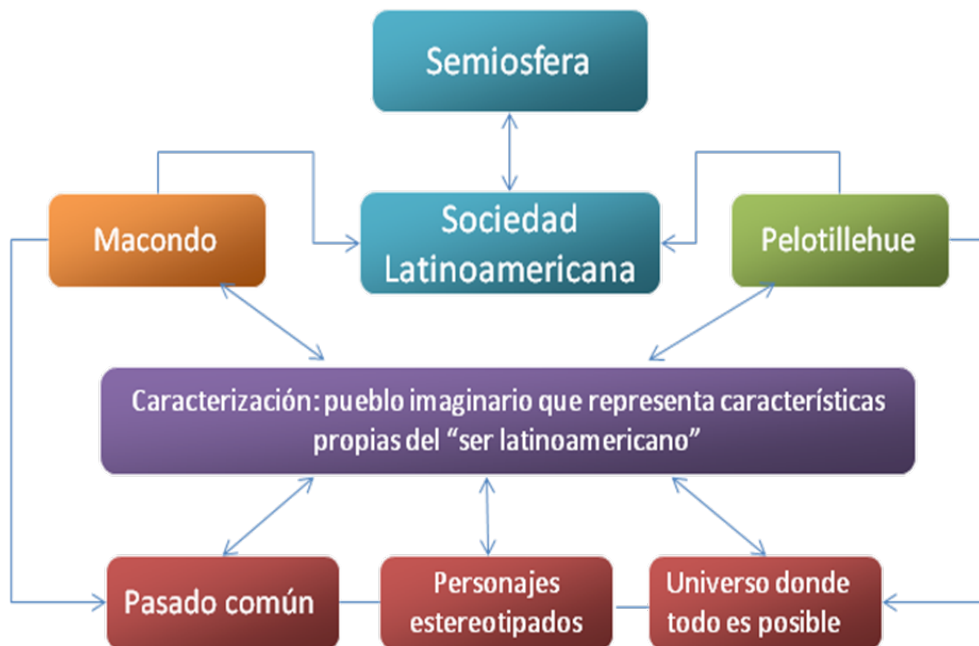 Semiosfera
Macondo
Sociedad
Latinoamericana
Pelotillehue
Caracterización: pueblo imaginario que representa características
propias del “ser latinoamericano”
Pasado común
Personajes
estereotipados
Universo donde
todo es posible